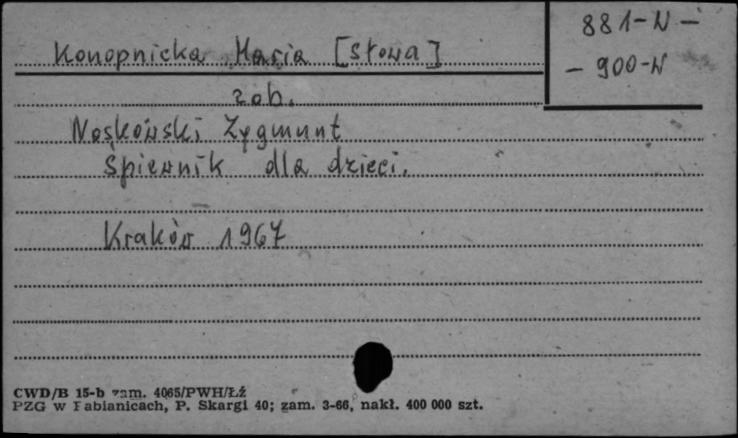 881-N -
- 900-N
Konopnicka Maria [słowa]
zob.
Noskowski Zygmunt
Śpiewnik dla dzieci.
Kraków 1967
CWD/B 15-b zam. 4065/PWH/Łź
PZG w Pabianicach, P. Skargi 40; zam. 3-66, nakł. 400 000 szt.